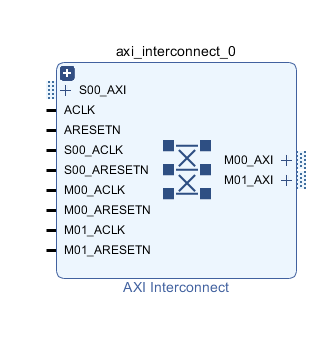 axi_interconnect_0
S00_AXI
ACLK
ARESETN
S00_ACLK
S00_ARESETN
M00_ACLK
M00_ARESETN
M01_ACLK
M01_ARESETN
M00_AXI
M01_AXI
AXI Interconnect